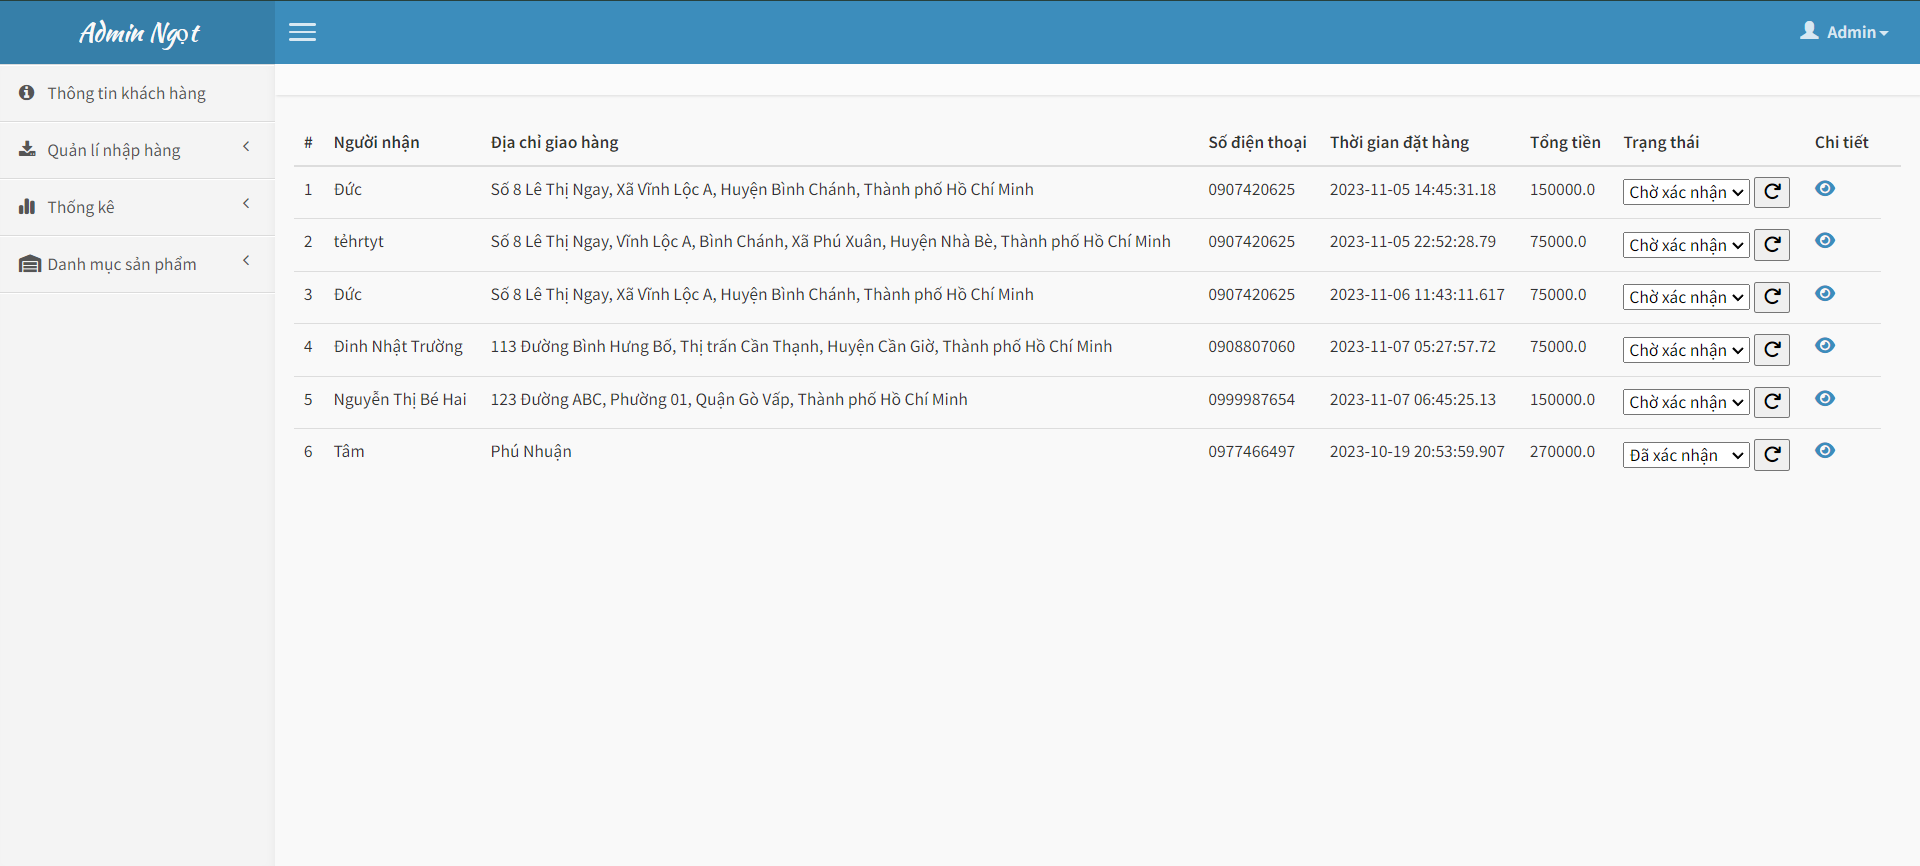 Admin Ngọt
Admin
Thông tin khách hàng
Quản lí nhập hàng
Thống kê
Danh mục sản phẩm
# Người nhận Địa chỉ giao hàng Số điện thoại Thời gian đặt hàng Tổng tiền Trạng thái Chi tiết
1 Đức Số 8 Lê Thị Ngay, Xã Vĩnh Lộc A, Huyện Bình Chánh, Thành phố Hồ Chí Minh 0907420625 2023-11-05 14:45:31.18 150000.0 Chờ xác nhận
2 tẻhrtyt Số 8 Lê Thị Ngay, Vĩnh Lộc A, Bình Chánh, Xã Phú Xuân, Huyện Nhà Bè, Thành phố Hồ Chí Minh 0907420625 2023-11-05 22:52:28.79 75000.0 Chờ xác nhận
3 Đức Số 8 Lê Thị Ngay, Xã Vĩnh Lộc A, Huyện Bình Chánh, Thành phố Hồ Chí Minh 0907420625 2023-11-06 11:43:11.617 75000.0 Chờ xác nhận
4 Đinh Nhật Trường 113 Đường Bình Hưng Bố, Thị trấn Cần Thạnh, Huyện Cần Giờ, Thành phố Hồ Chí Minh 0908807060 2023-11-07 05:27:57.72 75000.0 Chờ xác nhận
5 Nguyễn Thị Bé Hai 123 Đường ABC, Phường 01, Quận Gò Vấp, Thành phố Hồ Chí Minh 0999987654 2023-11-07 06:45:25.13 150000.0 Chờ xác nhận
6 Tâm Phú Nhuận 0977466497 2023-10-19 20:53:59.907 270000.0 Đã xác nhận